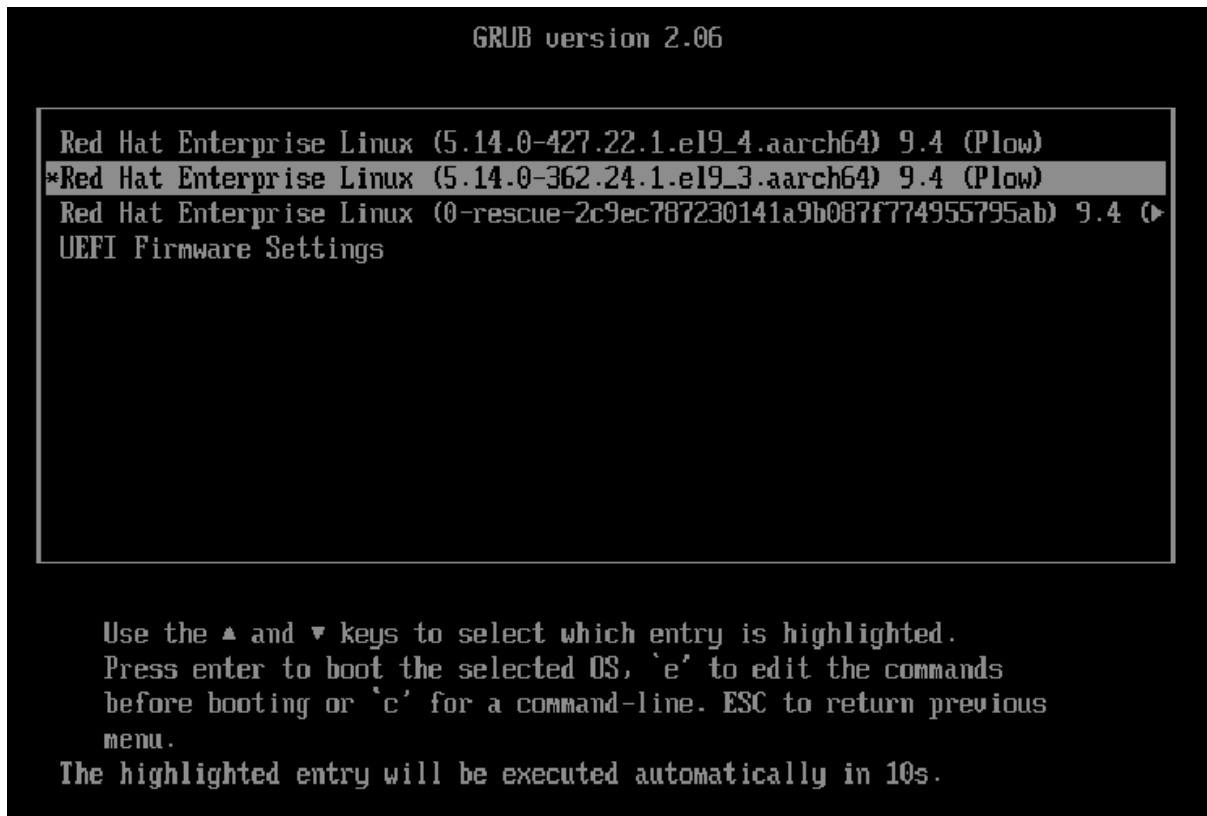 GRUB version 2.06
Red Hat Enterprise Linux (5.14.0-427.22.1.el9_4.aarch64) 9.4 (Plow)
*Red Hat Enterprise Linux (5.14.0-362.24.1.el9_3.aarch64) 9.4 (Plow)
Red Hat Enterprise Linux (0-rescue-2c9ec787230141a9b087f774955795ab) 9.4 (▶
UEFI Firmware Settings
Use the ▲ and ▼ keys to select which entry is highlighted.
Press enter to boot the selected OS, `e' to edit the commands
before booting or `c' for a command-line. ESC to return previous
menu.
The highlighted entry will be executed automatically in 10s.